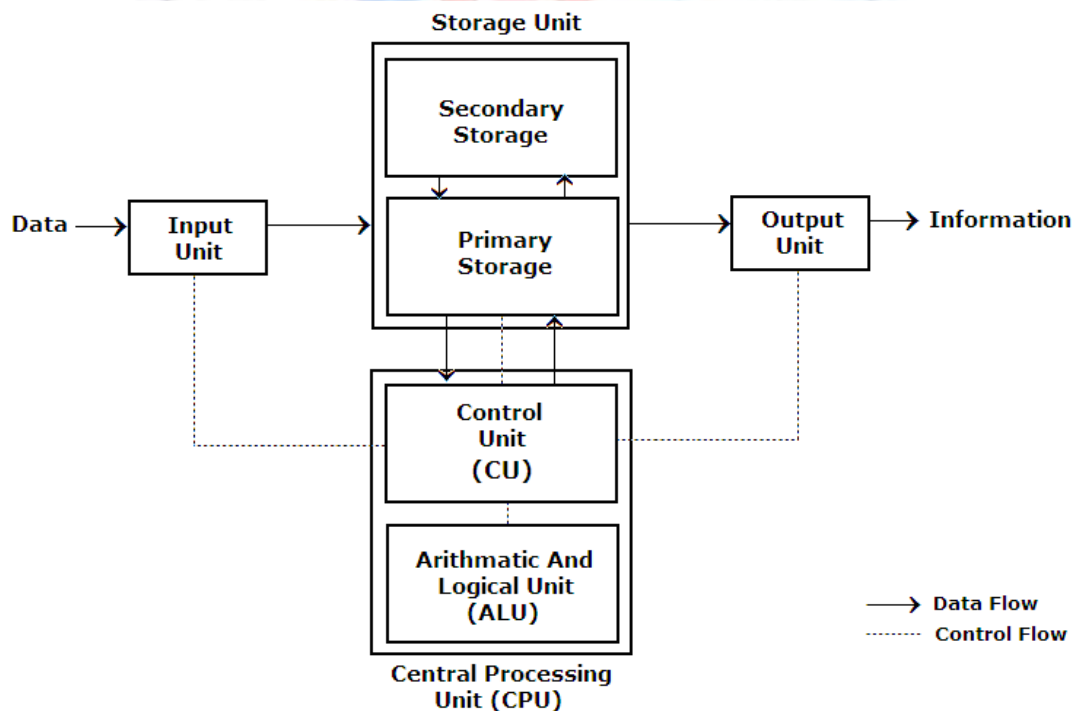 Storage Unit
Secondary
Storage
Data
Input
Unit
Primary
Storage
Output
Unit
Information
Control
Unit
(CU)
Arithmatic And
Logical Unit
(ALU)
Data Flow
Control Flow
Central Processing
Unit (CPU)